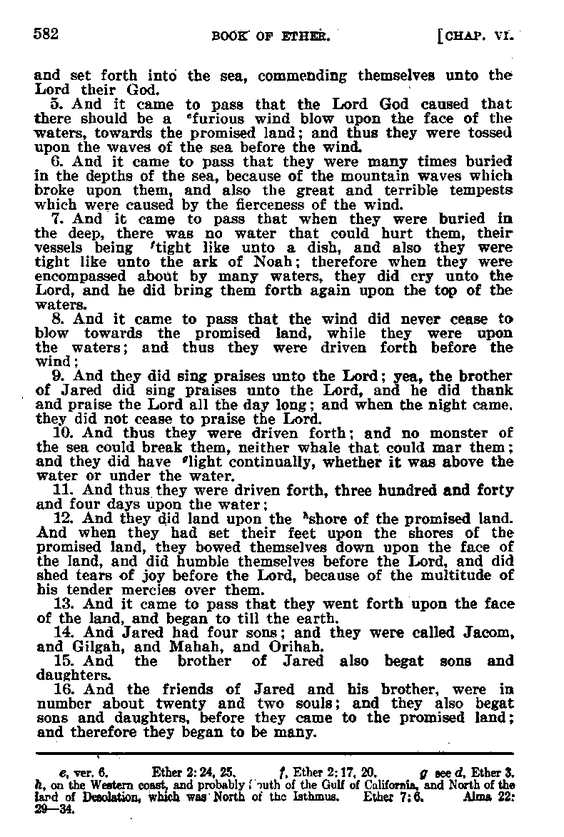 582 BOOK OF ETHER. [CHAP. VI.
and set forth into the sea, commending themselves unto the
Lord their God.
5. And it came to pass that the Lord God caused that
there should be a ᵉfurious wind blow upon the face of the
waters, towards the promised land; and thus they were tossed
upon the waves of the sea before the wind.
6. And it came to pass that they were many times buried
in the depths of the sea, because of the mountain waves which
broke upon them, and also the great and terrible tempests
which were caused by the fierceness of the wind.
7. And it came to pass that when they were buried in
the deep, there was no water that could hurt them, their
vessels being ᶠtight like unto a dish, and also they were
tight like unto the ark of Noah; therefore when they were
encompassed about by many waters, they did cry unto the
Lord, and he did bring them forth again upon the top of the
waters.
8. And it came to pass that the wind did never cease to
blow towards the promised land, while they were upon
the waters; and thus they were driven forth before the
wind;
9. And they did sing praises unto the Lord; yea, the brother
of Jared did sing praises unto the Lord, and he did thank
and praise the Lord all the day long; and when the night came,
they did not cease to praise the Lord.
10. And thus they were driven forth; and no monster of
the sea could break them, neither whale that could mar them;
and they did have ᵍlight continually, whether it was above the
water or under the water.
11. And thus they were driven forth, three hundred and forty
and four days upon the water;
12. And they did land upon the ʰshore of the promised land.
And when they had set their feet upon the shores of the
promised land, they bowed themselves down upon the face of
the land, and did humble themselves before the Lord, and did
shed tears of joy before the Lord, because of the multitude of
his tender mercies over them.
13. And it came to pass that they went forth upon the face
of the land, and began to till the earth.
14. And Jared had four sons; and they were called Jacom,
and Gilgah, and Mahah, and Orihah.
15. And the brother of Jared also begat sons and
daughters.
16. And the friends of Jared and his brother, were in
number about twenty and two souls; and they also begat
sons and daughters, before they came to the promised land;
and therefore they began to be many.
e, ver. 6. Ether 2: 24, 25. f, Ether 2: 17, 20. g see d, Ether 3.
h, on the Western coast, and probably south of the Gulf of California, and North of the
land of Desolation, which was North of the Isthmus. Ether 7: 6. Alma 22:
29—34.